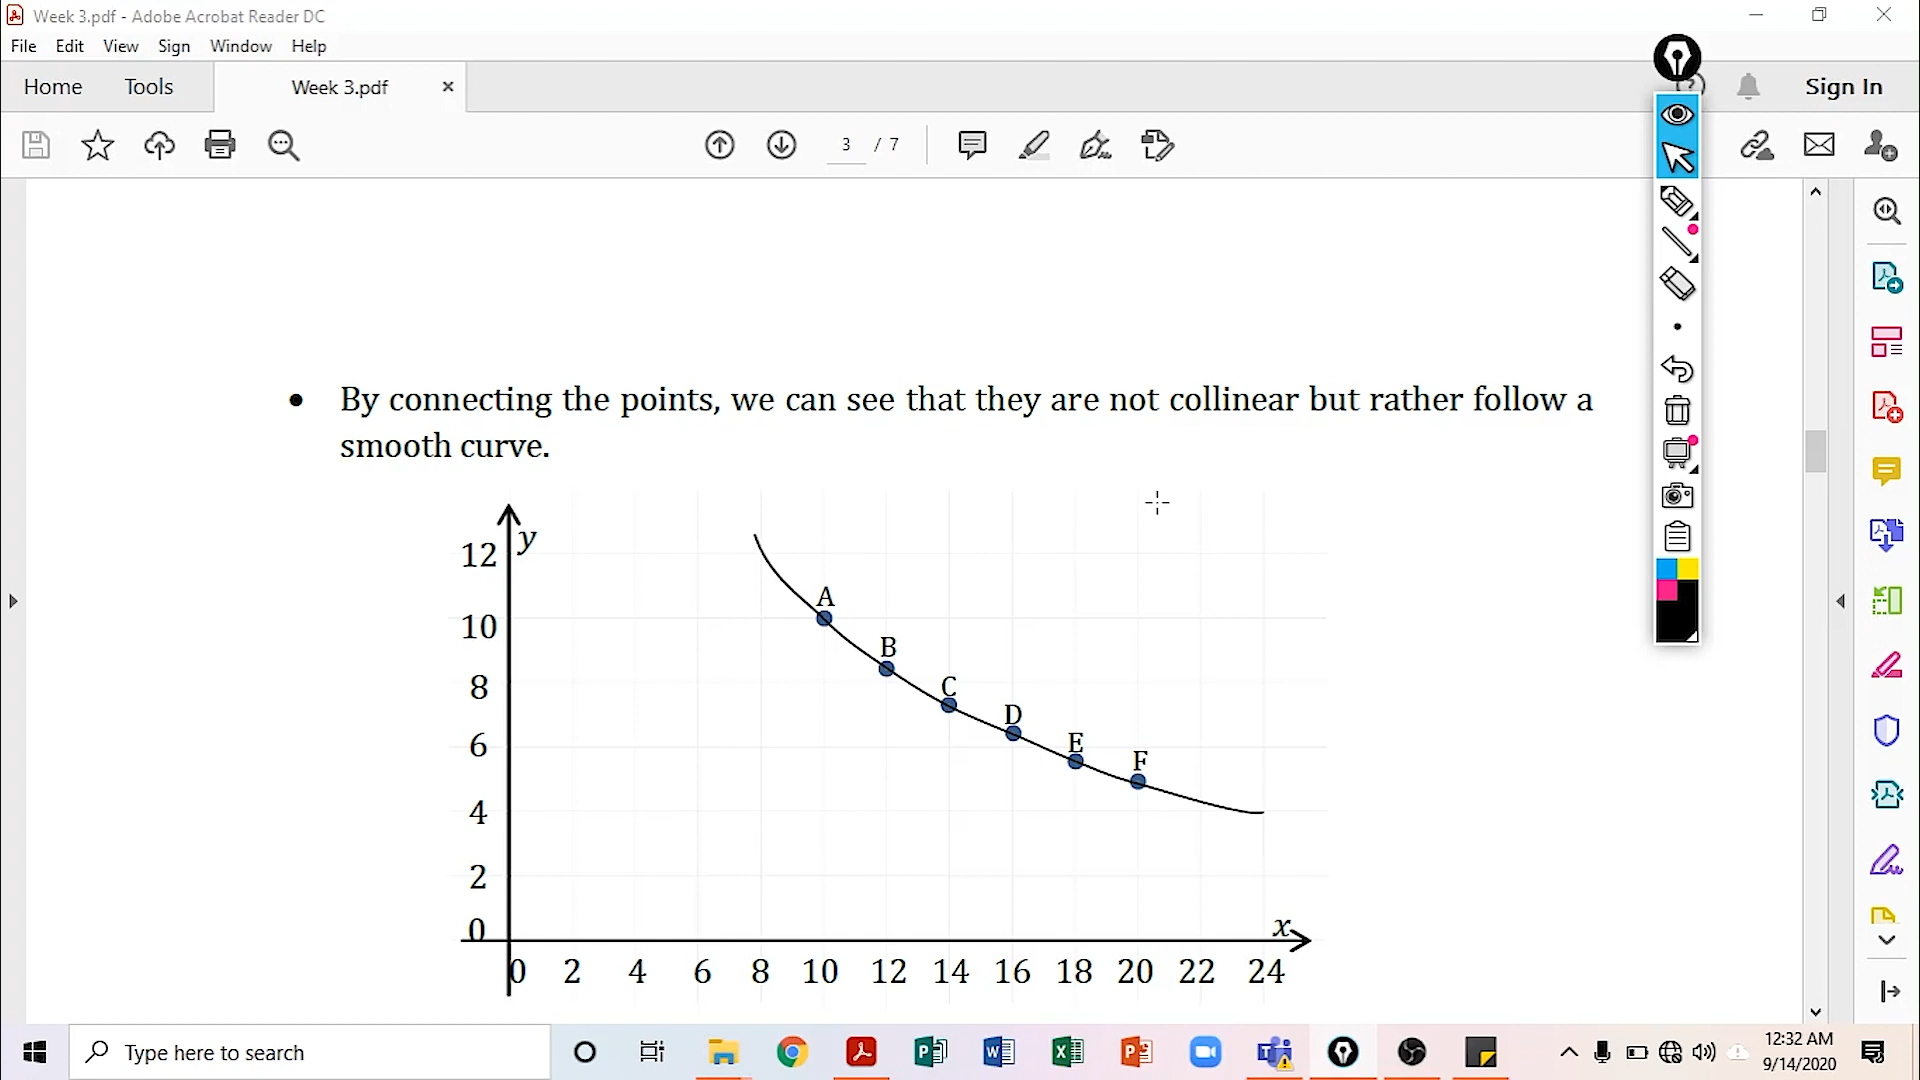 Week 3.pdf - Adobe Acrobat Reader DC
File Edit View Sign Window Help
Home Tools Week 3.pdf × Sign In
3 / 7
• By connecting the points, we can see that they are not collinear but rather follow a
smooth curve.
y
12
A
10
B
8
C
D
6
E
F
4
2
0
x
0 2 4 6 8 10 12 14 16 18 20 22 24
Type here to search
12:32 AM
9/14/2020